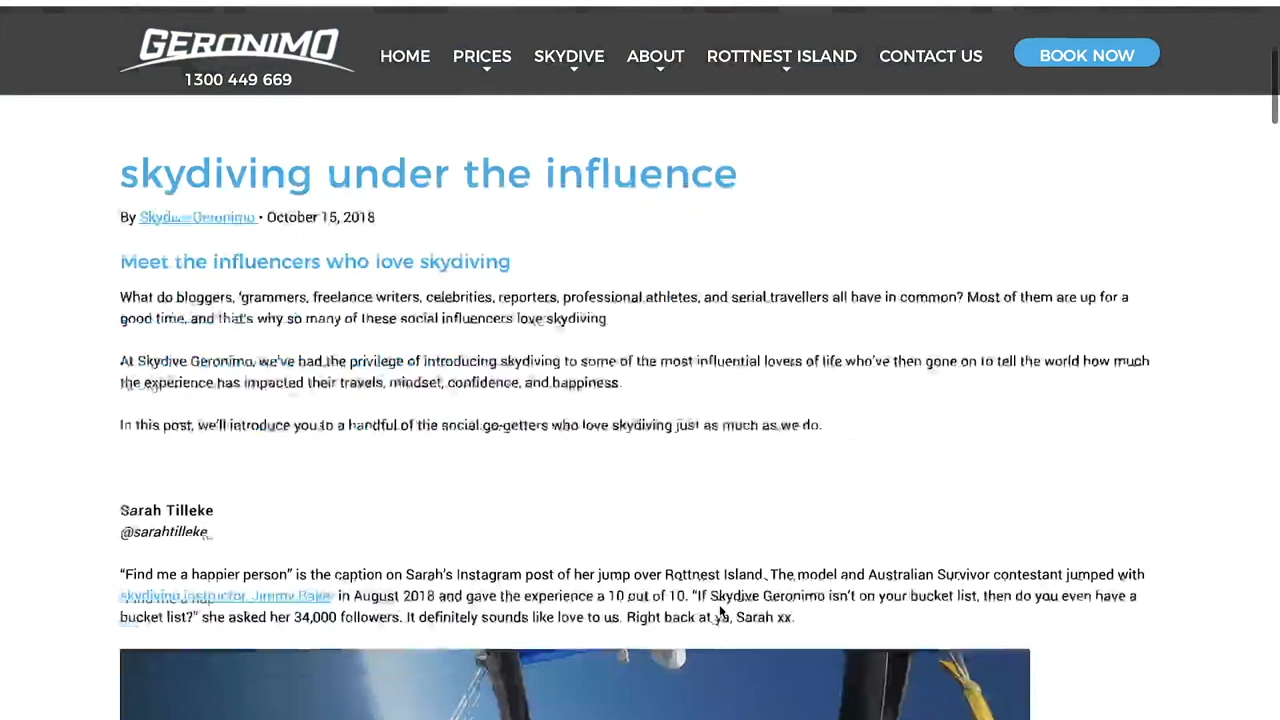 GERONIMO
1300 449 669
HOME PRICES SKYDIVE ABOUT ROTTNEST ISLAND CONTACT US BOOK NOW
skydiving under the influence
By Skydive Geronimo · October 15, 2018
Meet the influencers who love skydiving
What do bloggers, ‘grammers, freelance writers, celebrities, reporters, professional athletes, and serial travellers all have in common? Most of them are up for a
good time, and that’s why so many of these social influencers love skydiving
At Skydive Geronimo, we’ve had the privilege of introducing skydiving to some of the most influential lovers of life who’ve then gone on to tell the world how much
the experience has impacted their travels, mindset, confidence, and happiness.
In this post, we’ll introduce you to a handful of the social go-getters who love skydiving just as much as we do.
Sarah Tilleke
@sarahtilleke
“Find me a happier person” is the caption on Sarah’s Instagram post of her jump over Rottnest Island. The model and Australian Survivor contestant jumped with
skydiving instructor, Jimmy Baker in August 2018 and gave the experience a 10 out of 10. “If Skydive Geronimo isn’t on your bucket list, then do you even have a
bucket list?” she asked her 34,000 followers. It definitely sounds like love to us. Right back at ya, Sarah xx.